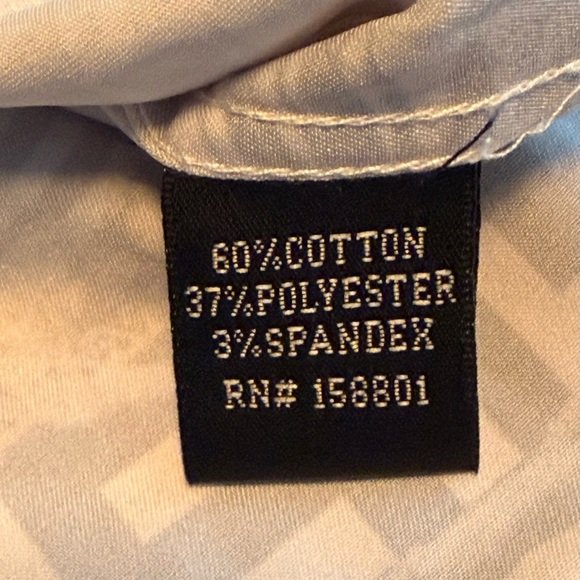 60%COTTON
37%POLYESTER
3%SPANDEX
RN# 158801